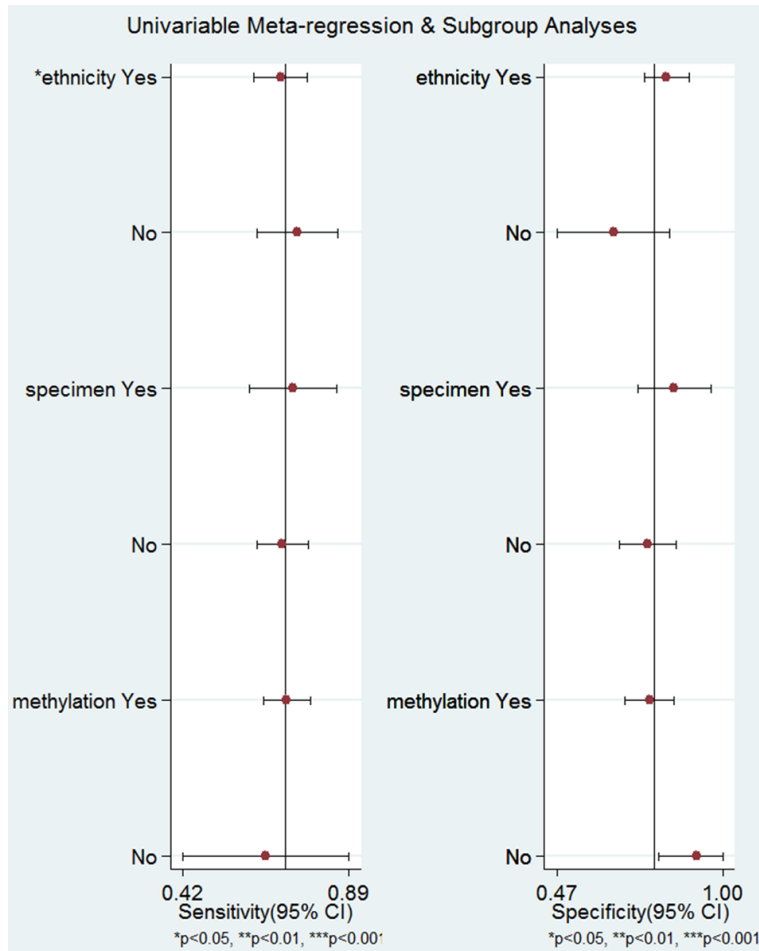 Univariable Meta-regression & Subgroup Analyses
*ethnicity Yes
No
specimen Yes
No
methylation Yes
No
0.42 0.89
Sensitivity(95% CI)
*p<0.05, **p<0.01, ***p<0.001
ethnicity Yes
No
specimen Yes
No
methylation Yes
No
0.47 1.00
Specificity(95% CI)
*p<0.05, **p<0.01, ***p<0.001